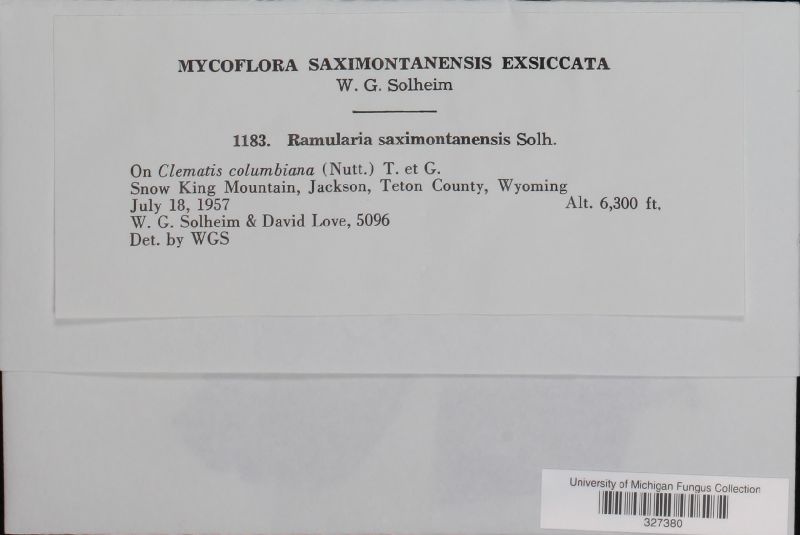 MYCOFLORA SAXIMONTANENSIS EXSICCATA
W. G. Solheim
1183. Ramularia saximontanensis Solh.
On Clematis columbiana (Nutt.) T. et G.
Snow King Mountain, Jackson, Teton County, Wyoming
July 18, 1957 Alt. 6,300 ft.
W. G. Solheim & David Love, 5096
Det. by WGS
University of Michigan Fungus Collection
327380